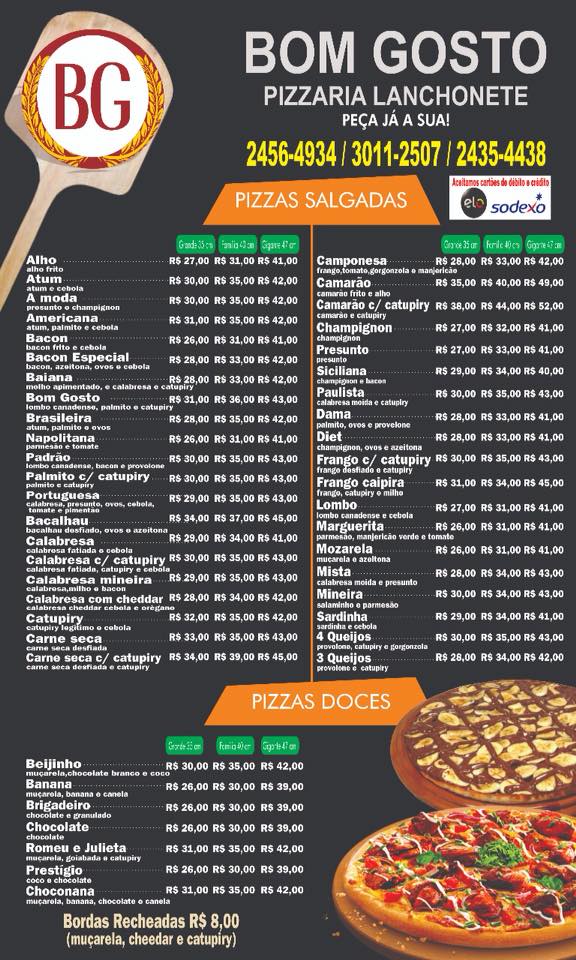 BG
BOM GOSTO
PIZZARIA LANCHONETE
PEÇA JÁ A SUA!
2456-4934 / 3011-2507 / 2435-4438
Aceitamos cartões de débito e crédito
elo sodexo
PIZZAS SALGADAS
Grande 35 cm Família 40 cm Gigante 47 cm
Alho R$ 27,00 R$ 31,00 R$ 41,00
alho frito
Atum R$ 30,00 R$ 35,00 R$ 42,00
atum e cebola
A moda R$ 30,00 R$ 35,00 R$ 42,00
presunto e champignon
Americana R$ 31,00 R$ 35,00 R$ 42,00
atum, palmito e cebola
Bacon R$ 26,00 R$ 31,00 R$ 41,00
bacon frito e cebola
Bacon Especial R$ 28,00 R$ 33,00 R$ 42,00
bacon, azeitona, ovos e cebola
Baiana R$ 28,00 R$ 33,00 R$ 42,00
molho apimentado, e calabresa e catupiry
Bom Gosto R$ 31,00 R$ 36,00 R$ 43,00
lombo canadense, palmito e catupiry
Brasileira R$ 28,00 R$ 35,00 R$ 42,00
atum, palmito e ovos
Napolitana R$ 26,00 R$ 31,00 R$ 41,00
parmesão e tomate
Padrão R$ 30,00 R$ 35,00 R$ 43,00
lombo canadense, bacon e provolone
Palmito c/ catupiry R$ 30,00 R$ 35,00 R$ 43,00
palmito e catupiry
Portuguesa R$ 29,00 R$ 35,00 R$ 43,00
calabresa, presunto, ovos, cebola,
tomate e pimentão
Bacalhau R$ 34,00 R$ 37,00 R$ 45,00
bacalhau desfiado, ovos e azeitona
Calabresa R$ 29,00 R$ 34,00 R$ 41,00
calabresa fatiada e cebola
Calabresa c/ catupiry R$ 30,00 R$ 35,00 R$ 43,00
calabresa fatiada, catupiry e cebola
Calabresa mineira R$ 29,00 R$ 35,00 R$ 43,00
calabresa,milho e bacon
Calabresa com cheddar R$ 28,00 R$ 34,00 R$ 42,00
calabresa cheddar cebola e orégano
Catupiry R$ 32,00 R$ 35,00 R$ 42,00
catupiry legitimo e cebola
Carne seca R$ 33,00 R$ 35,00 R$ 43,00
carne seca desfiada
Carne seca c/ catupiry R$ 34,00 R$ 39,00 R$ 45,00
carne seca desfiada e catupiry
Grande 35 cm Família 40 cm Gigante 47 cm
Camponesa R$ 28,00 R$ 33,00 R$ 42,00
frango,tomate,gorgonzola e manjericão
Camarão R$ 35,00 R$ 40,00 R$ 49,00
camarão frito e alho
Camarão c/ catupiry R$ 38,00 R$ 44,00 R$ 52,00
camarão e catupiry
Champignon R$ 27,00 R$ 32,00 R$ 41,00
champignon
Presunto R$ 27,00 R$ 33,00 R$ 41,00
presunto
Siciliana R$ 29,00 R$ 34,00 R$ 40,00
champignon e bacon
Paulista R$ 30,00 R$ 35,00 R$ 43,00
calabresa moida e catupiry
Dama R$ 28,00 R$ 33,00 R$ 41,00
palmito, ovos e provelone
Diet R$ 28,00 R$ 33,00 R$ 41,00
champignon, ovos e azeitona
Frango c/ catupiry R$ 30,00 R$ 35,00 R$ 43,00
frango desfiado e catupiry
Frango caipira R$ 31,00 R$ 34,00 R$ 45,00
frango, catupiry e milho
Lombo R$ 27,00 R$ 31,00 R$ 41,00
lombo canadense e cebola
Marguerita R$ 26,00 R$ 31,00 R$ 41,00
parmesão, manjericão verde e tomate
Mozarela R$ 26,00 R$ 31,00 R$ 41,00
muçarela e azeitona
Mista R$ 28,00 R$ 34,00 R$ 43,00
calabresa moida e presunto
Mineira R$ 30,00 R$ 34,00 R$ 43,00
salaminho e parmesão
Sardinha R$ 29,00 R$ 34,00 R$ 41,00
sardinha e cebola
4 Queijos R$ 30,00 R$ 35,00 R$ 43,00
provolone, catupiry e gorgonzola
3 Queijos R$ 28,00 R$ 34,00 R$ 42,00
provolone e catupiry
PIZZAS DOCES
Grande 35 cm Família 40 cm Gigante 47 cm
Beijinho R$ 30,00 R$ 35,00 R$ 42,00
muçarela,chocolate branco e coco
Banana R$ 26,00 R$ 30,00 R$ 39,00
muçarela, banana e canela
Brigadeiro R$ 26,00 R$ 30,00 R$ 39,00
chocolate e granulado
Chocolate R$ 26,00 R$ 30,00 R$ 39,00
chocolate
Romeu e Julieta R$ 31,00 R$ 35,00 R$ 42,00
muçarela, goiabada e catupiry
Prestígio R$ 26,00 R$ 30,00 R$ 39,00
coco e chocolate
Choconana R$ 31,00 R$ 35,00 R$ 42,00
muçarela, banana, chocolate e canela
Bordas Recheadas R$ 8,00
(muçarela, cheedar e catupiry)